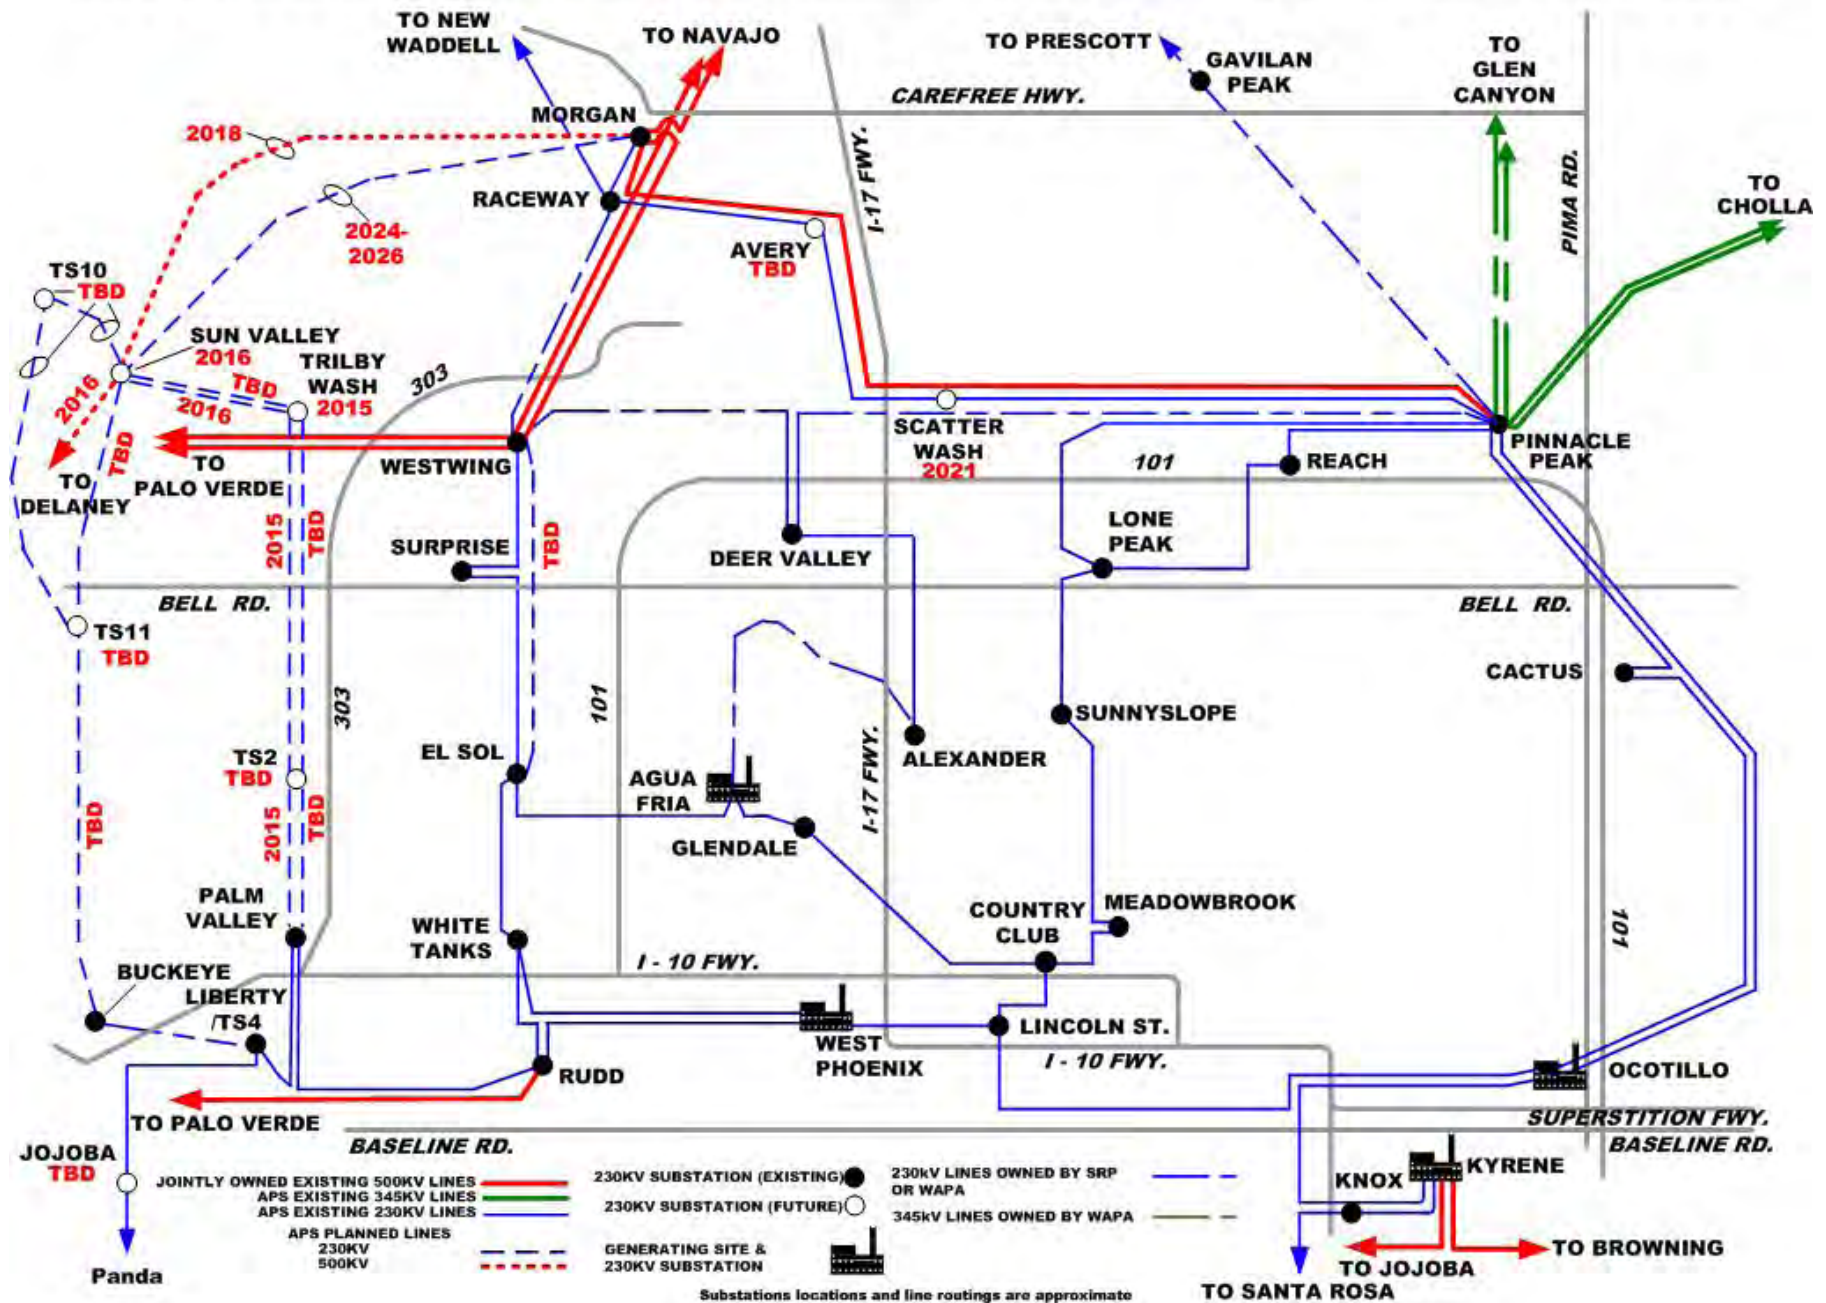 TO NEW
WADDELL
TO NAVAJO
TO PRESCOTT
GAVILAN
PEAK
TO
GLEN
CANYON
CAREFREE HWY.
MORGAN
2018
I-17 FWY.
PIMA RD.
TO
CHOLLA
RACEWAY
2024-
2026
AVERY
TBD
TS10
TBD
SUN VALLEY
2016
TRILBY
WASH
2015
TBD
2016
2016
303
TBD
TO
DELANEY
TO
PALO VERDE
WESTWING
SCATTER
WASH
2021
101
REACH
PINNACLE
PEAK
2015
TBD
SURPRISE
TBD
DEER VALLEY
LONE
PEAK
BELL RD.
BELL RD.
TS11
TBD
CACTUS
303
101
SUNNYSLOPE
EL SOL
ALEXANDER
I-17 FWY.
TS2
TBD
AGUA
FRIA
TBD
2015
TBD
GLENDALE
PALM
VALLEY
WHITE
TANKS
COUNTRY
CLUB
MEADOWBROOK
101
I - 10 FWY.
BUCKEYE
LIBERTY
/TS4
WEST
PHOENIX
LINCOLN ST.
I - 10 FWY.
RUDD
OCOTILLO
TO PALO VERDE
SUPERSTITION FWY.
BASELINE RD.
BASELINE RD.
JOJOBA
TBD
KNOX
KYRENE
JOINTLY OWNED EXISTING 500KV LINES
APS EXISTING 345KV LINES
APS EXISTING 230KV LINES
APS PLANNED LINES
230KV
500KV
230KV SUBSTATION (EXISTING)
230KV SUBSTATION (FUTURE)
GENERATING SITE &
230KV SUBSTATION
230kV LINES OWNED BY SRP
OR WAPA
345kV LINES OWNED BY WAPA
TO BROWNING
TO JOJOBA
TO SANTA ROSA
Panda
Substations locations and line routings are approximate